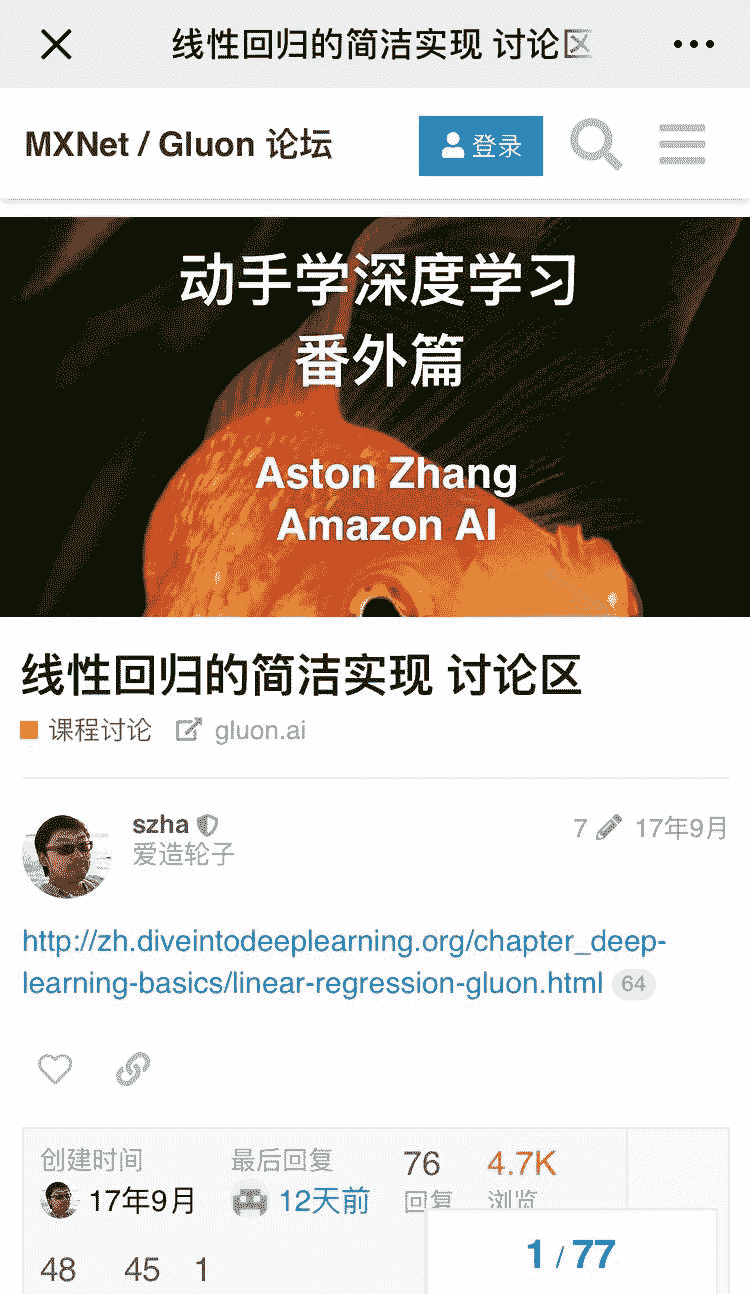 线性回归的简洁实现 讨论
MXNet / Gluon 论坛
登录
动手学深度学习
番外篇
Aston Zhang
Amazon AI
线性回归的简洁实现 讨论区
课程讨论 gluon.ai
szha 7 17年9月
爱造轮子
http://zh.diveintodeeplearning.org/chapter_deep-
learning-basics/linear-regression-gluon.html 64
创建时间 最后回复 76 4.7K
17年9月 12天前 回复 浏览
48 45 1
1 / 77